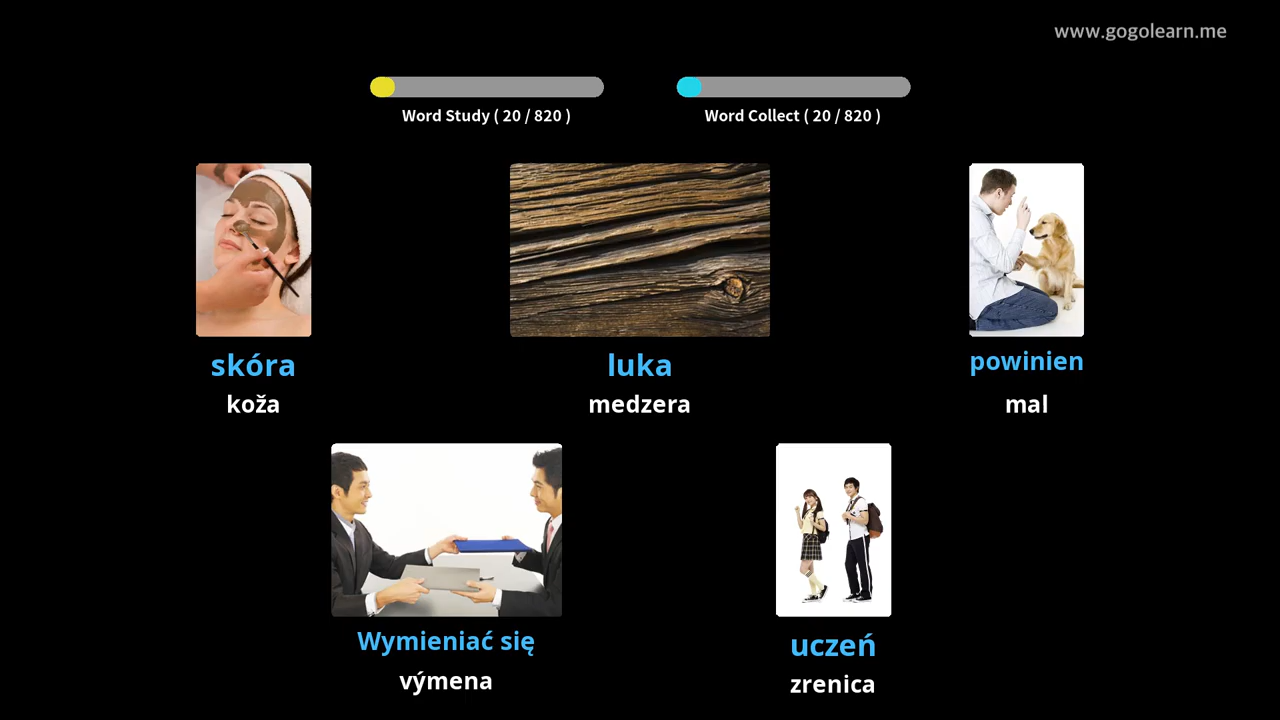 www.gogolearn.me
Word Study ( 20 / 820 )
Word Collect ( 20 / 820 )
skóra
koža
luka
medzera
powinien
mal
Wymieniać się
výmena
uczeń
zrenica